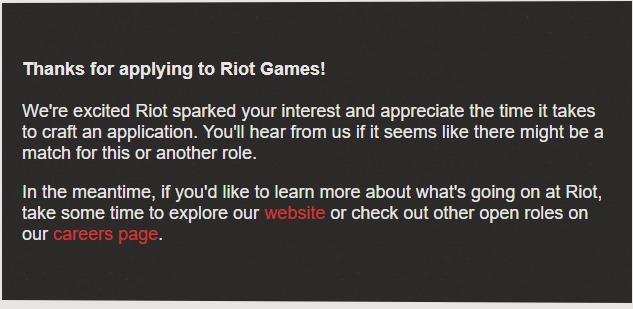 Thanks for applying to Riot Games!
We're excited Riot sparked your interest and appreciate the time it takes
to craft an application. You'll hear from us if it seems like there might be a
match for this or another role.
In the meantime, if you'd like to learn more about what's going on at Riot,
take some time to explore our website or check out other open roles on
our careers page.